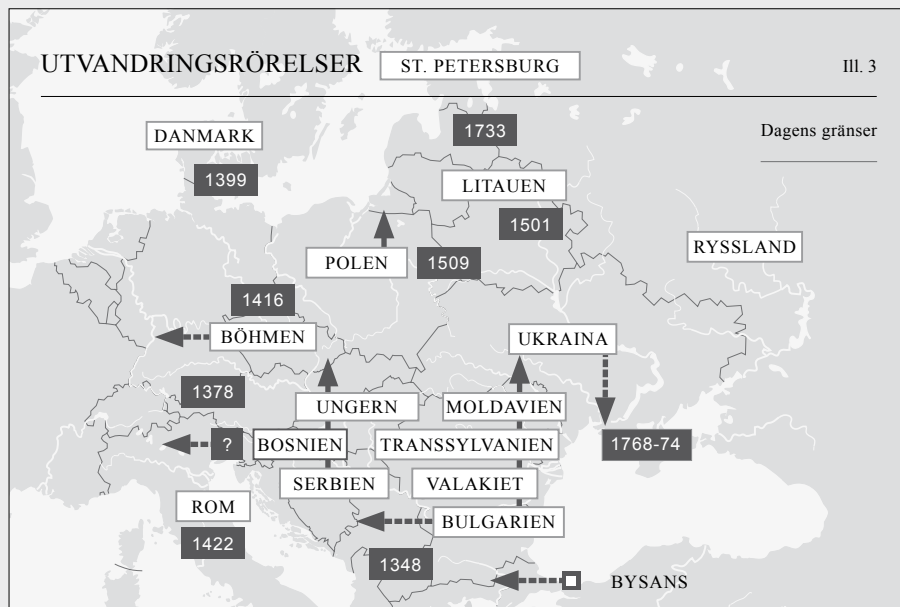 UTVANDRINGSRÖRELSER
ST. PETERSBURG
Ill. 3
1733
DANMARK
Dagens gränser
1399
LITAUEN
1501
RYSSLAND
POLEN
1509
1416
BÖHMEN
UKRAINA
1378
UNGERN
MOLDAVIEN
?
BOSNIEN
TRANSSYLVANIEN
1768-74
SERBIEN
VALAKIET
ROM
BULGARIEN
1422
1348
BYSANS